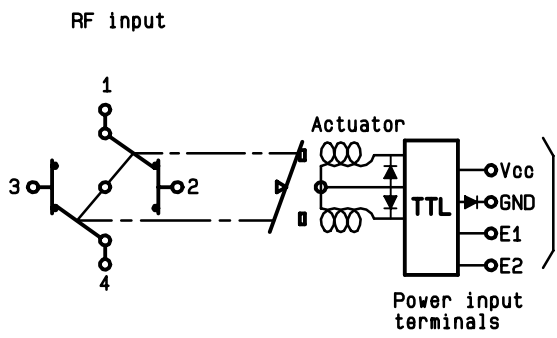 RF input
1
3
2
4
Actuator
TTL
Vcc
GND
E1
E2
Power input
terminals